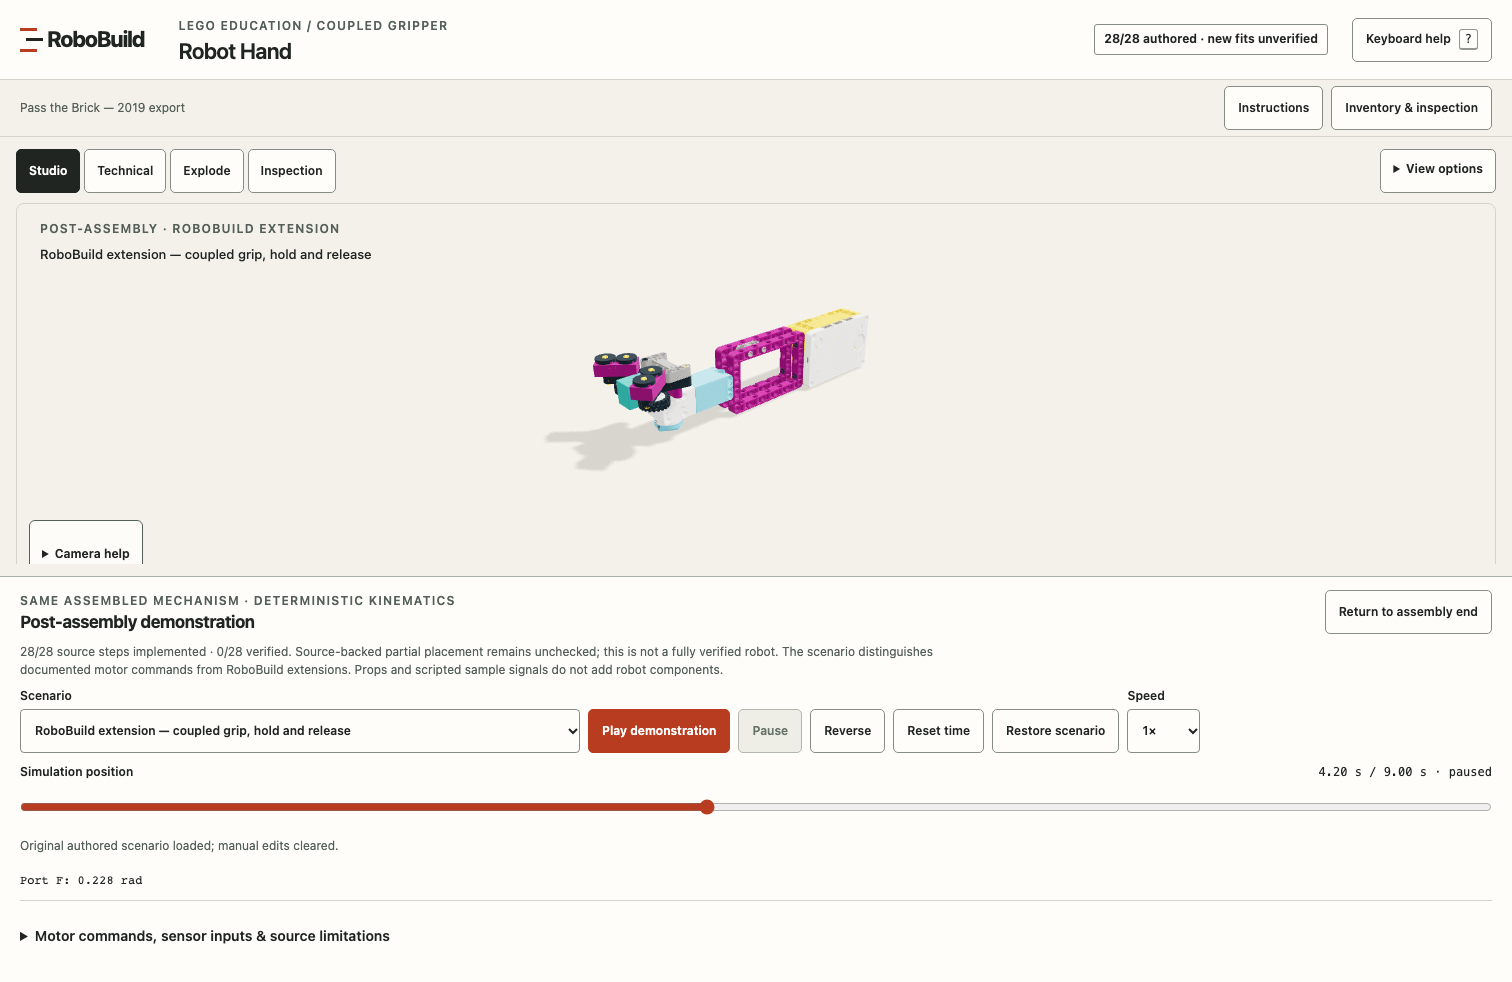 RoboBuild
LEGO EDUCATION / COUPLED GRIPPER
Robot Hand
28/28 authored · new fits unverified
Keyboard help ?
Pass the Brick — 2019 export
Instructions
Inventory & inspection
Studio
Technical
Explode
Inspection
View options
POST-ASSEMBLY · ROBOBUILD EXTENSION
RoboBuild extension — coupled grip, hold and release
Camera help
SAME ASSEMBLED MECHANISM · DETERMINISTIC KINEMATICS
Post-assembly demonstration
Return to assembly end
28/28 source steps implemented · 0/28 verified. Source-backed partial placement remains unchecked; this is not a fully verified robot. The scenario distinguishes
documented motor commands from RoboBuild extensions. Props and scripted sample signals do not add robot components.
Scenario
Speed
RoboBuild extension — coupled grip, hold and release
Play demonstration
Pause
Reverse
Reset time
Restore scenario
1×
Simulation position
4.20 s / 9.00 s · paused
Original authored scenario loaded; manual edits cleared.
Port F: 0.228 rad
Motor commands, sensor inputs & source limitations